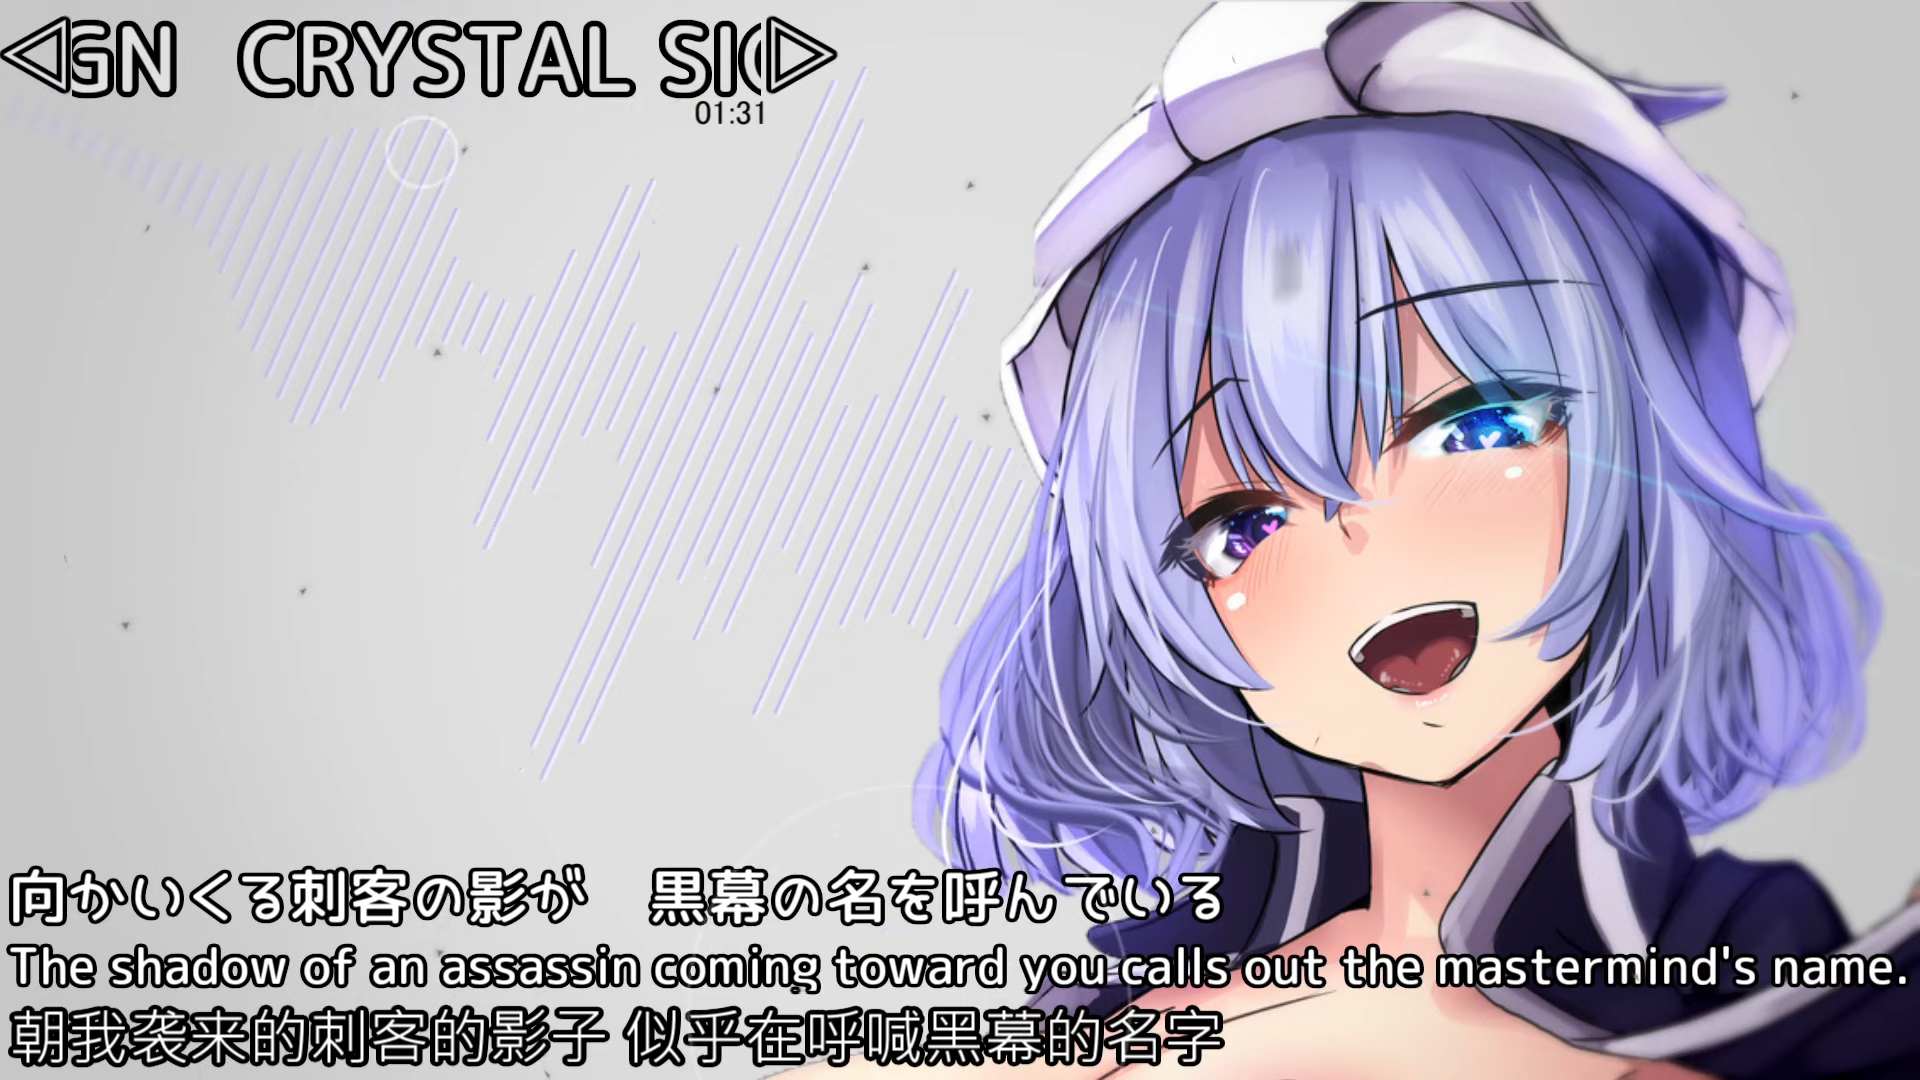 GN CRYSTAL SIG
01:31
向かいくる刺客の影が　黒幕の名を呼んでいる
The shadow of an assassin coming toward you calls out the mastermind's name.
朝我袭来的刺客的影子 似乎在呼喊黑幕的名字